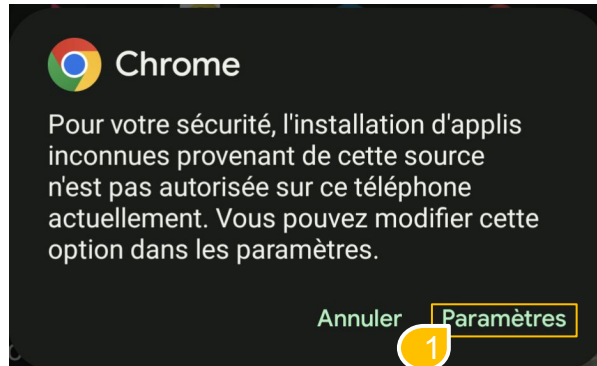 Chrome
Pour votre sécurité, l'installation d'applis
inconnues provenant de cette source
n'est pas autorisée sur ce téléphone
actuellement. Vous pouvez modifier cette
option dans les paramètres.
Annuler Paramètres
1